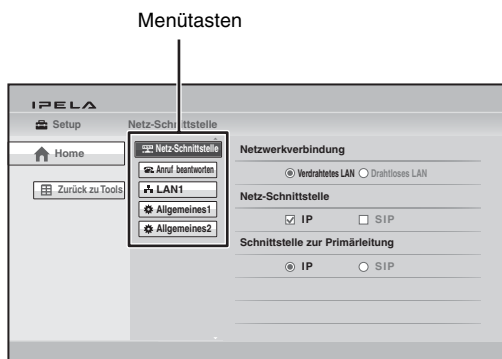 Menütasten
IPELA
Setup
Netz-Schnittstelle
Home
Zurück zu Tools
Netz-Schnittstelle
Anruf beantworten
LAN1
Allgemeines1
Allgemeines2
Netzwerkverbindung
Verdrahtetes LAN Drahtloses LAN
Netz-Schnittstelle
IP SIP
Schnittstelle zur Primärleitung
IP SIP